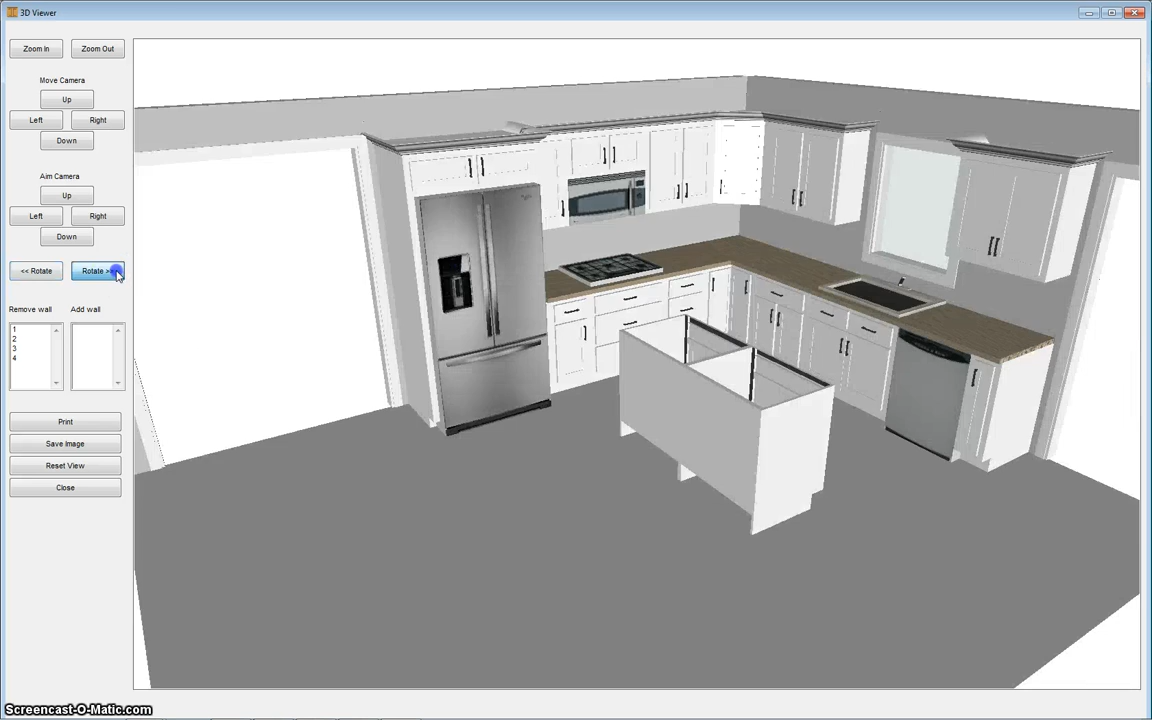 3D Viewer
Zoom In Zoom Out
Move Camera
Up
Left Right
Down
Aim Camera
Up
Left Right
Down
<< Rotate Rotate >>
Remove wall Add wall
1
2
3
4
Print
Save Image
Reset View
Close
Screencast-O-Matic.com